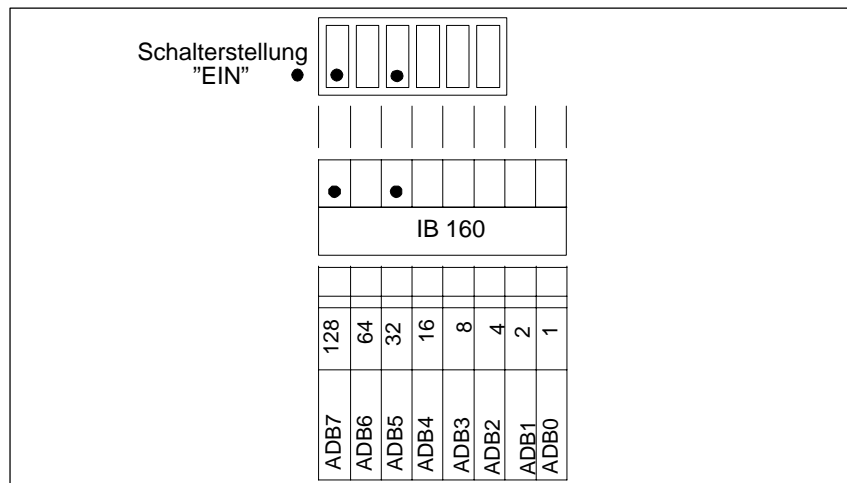 Schalterstellung
”EIN”
IB 160
128 64 32 16 8 4 2 1
ADB7 ADB6 ADB5 ADB4 ADB3 ADB2 ADB1 ADB0